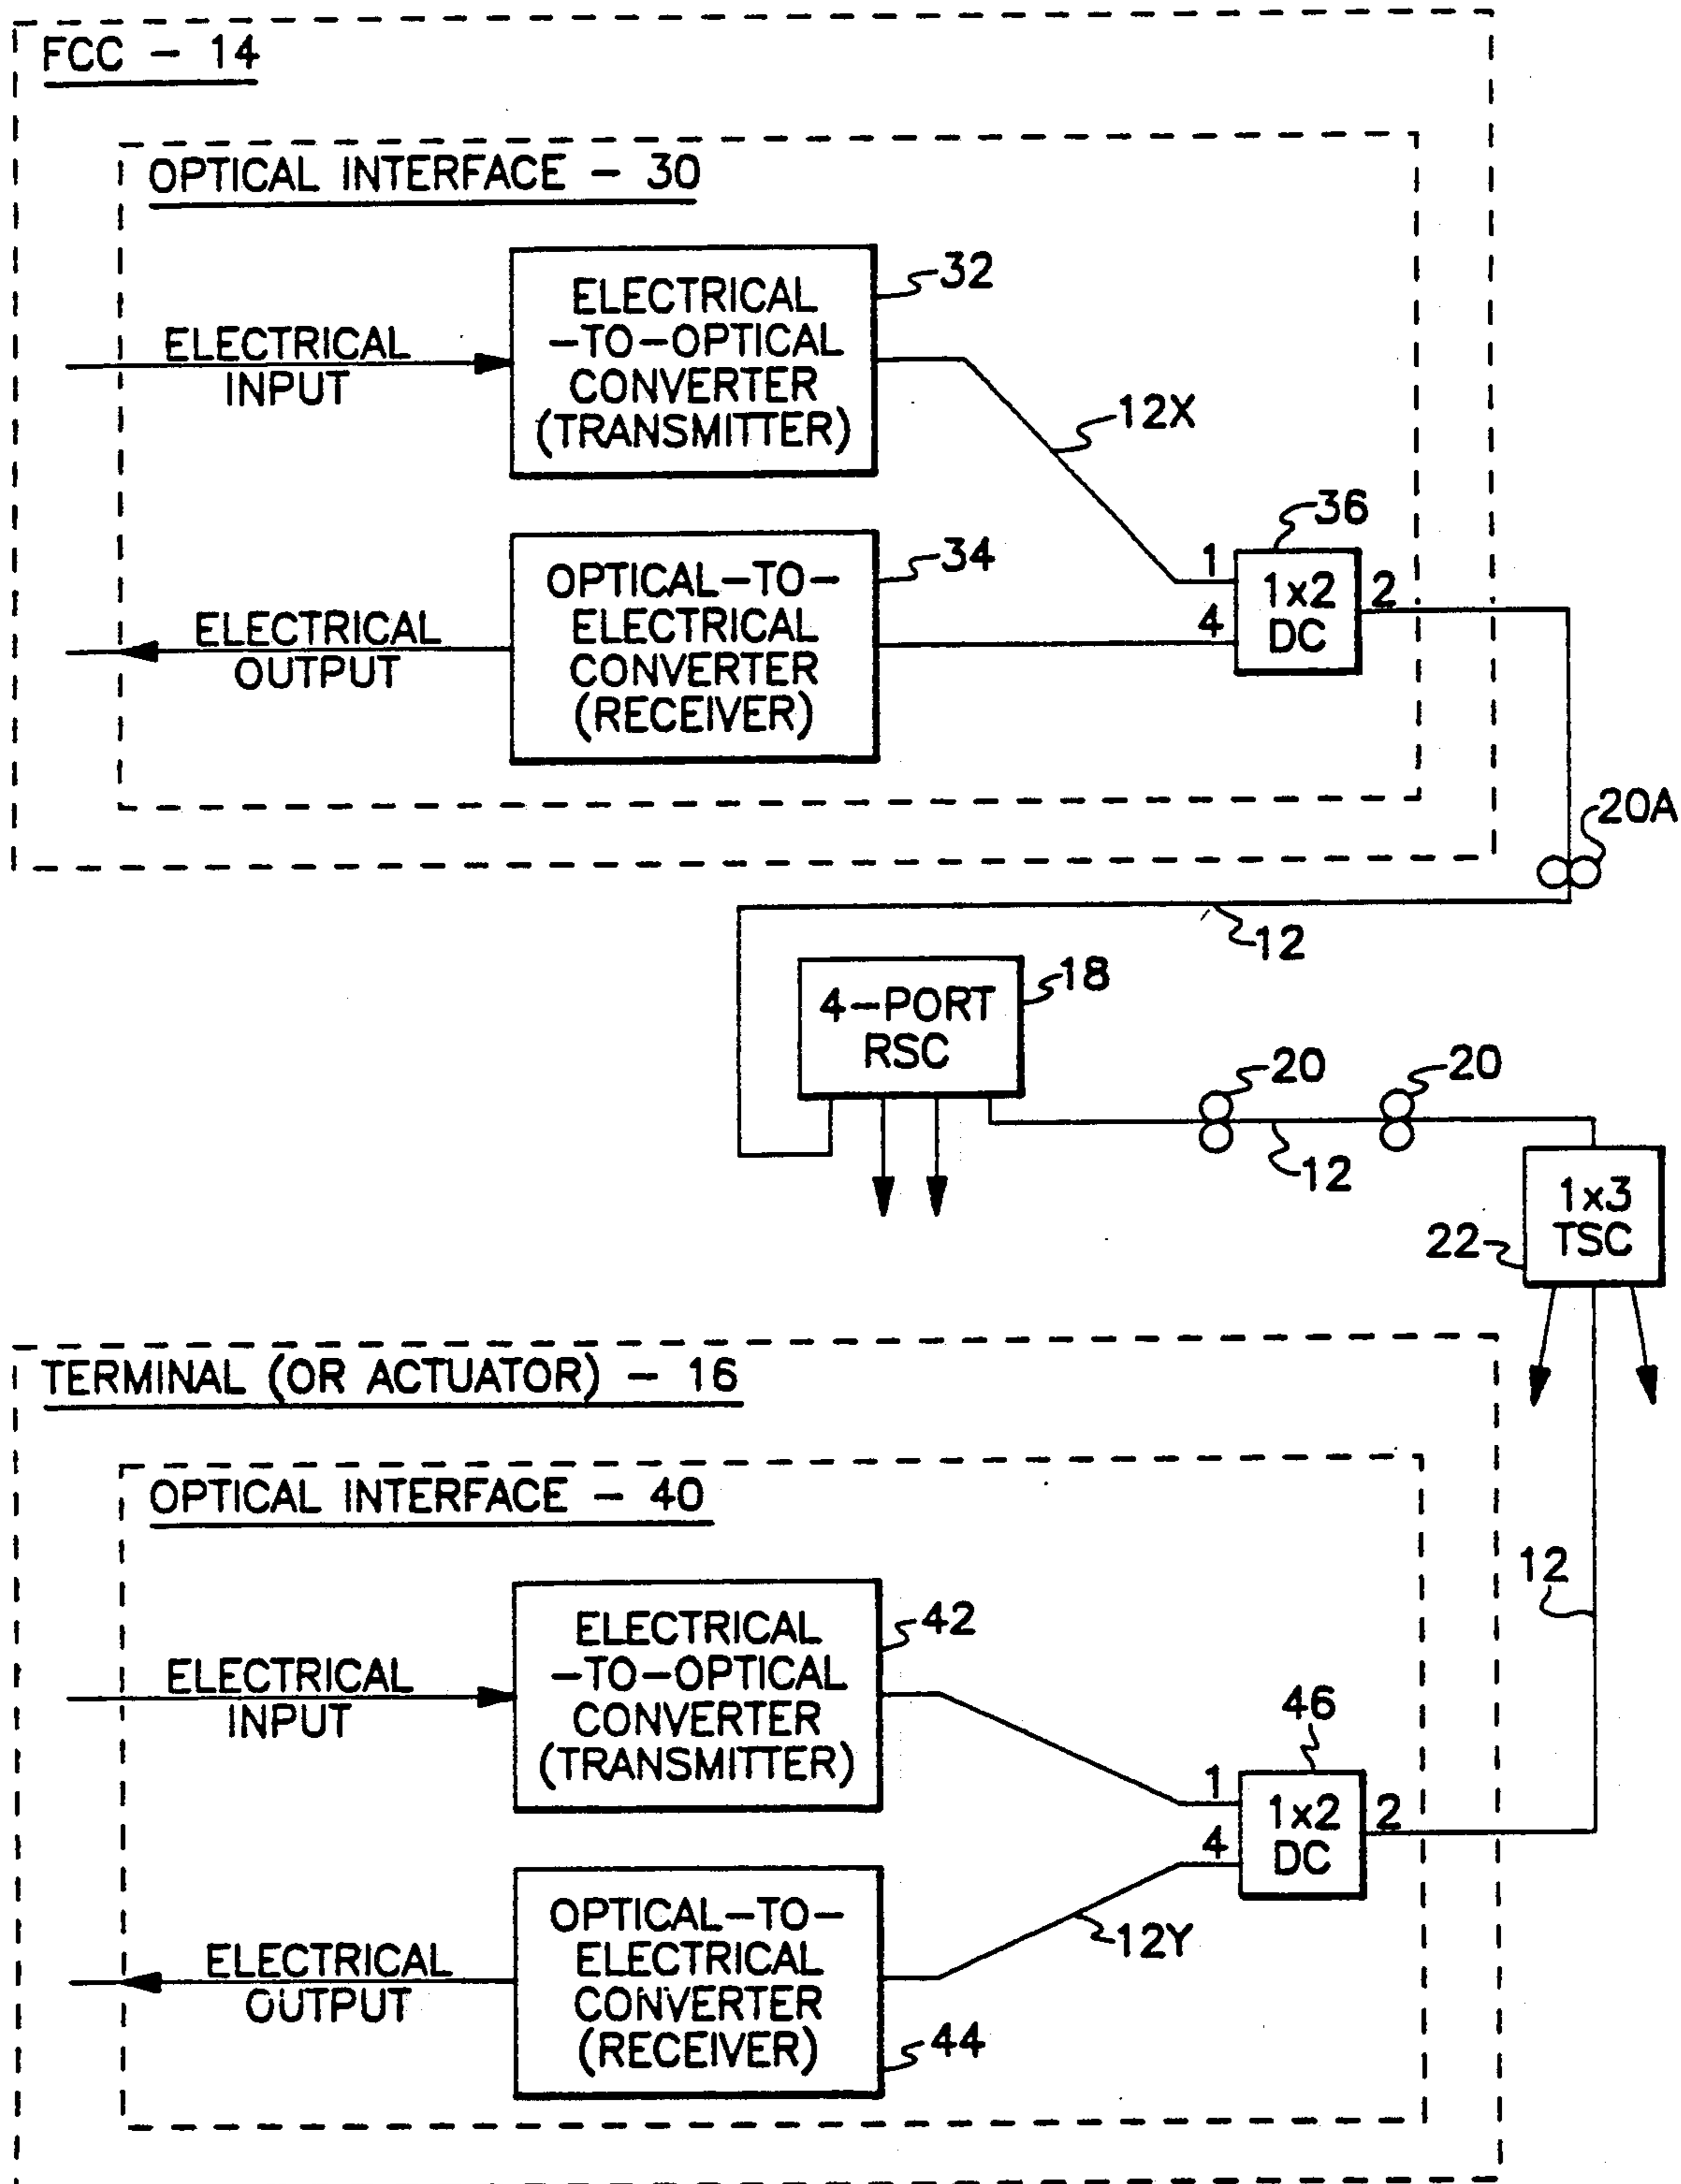 FCC - 14
OPTICAL INTERFACE - 30
ELECTRICAL
INPUT
ELECTRICAL
-TO-OPTICAL
CONVERTER
(TRANSMITTER)
32
12X
ELECTRICAL
OUTPUT
OPTICAL-TO-
ELECTRICAL
CONVERTER
(RECEIVER)
34
36
1
4
1x2
DC
2
20A
12
4-PORT
RSC
18
20
20
12
1x3
TSC
22
12
TERMINAL (OR ACTUATOR) - 16
OPTICAL INTERFACE - 40
ELECTRICAL
INPUT
ELECTRICAL
-TO-OPTICAL
CONVERTER
(TRANSMITTER)
42
46
1
4
1x2
DC
2
12Y
ELECTRICAL
OUTPUT
OPTICAL-TO-
ELECTRICAL
CONVERTER
(RECEIVER)
44